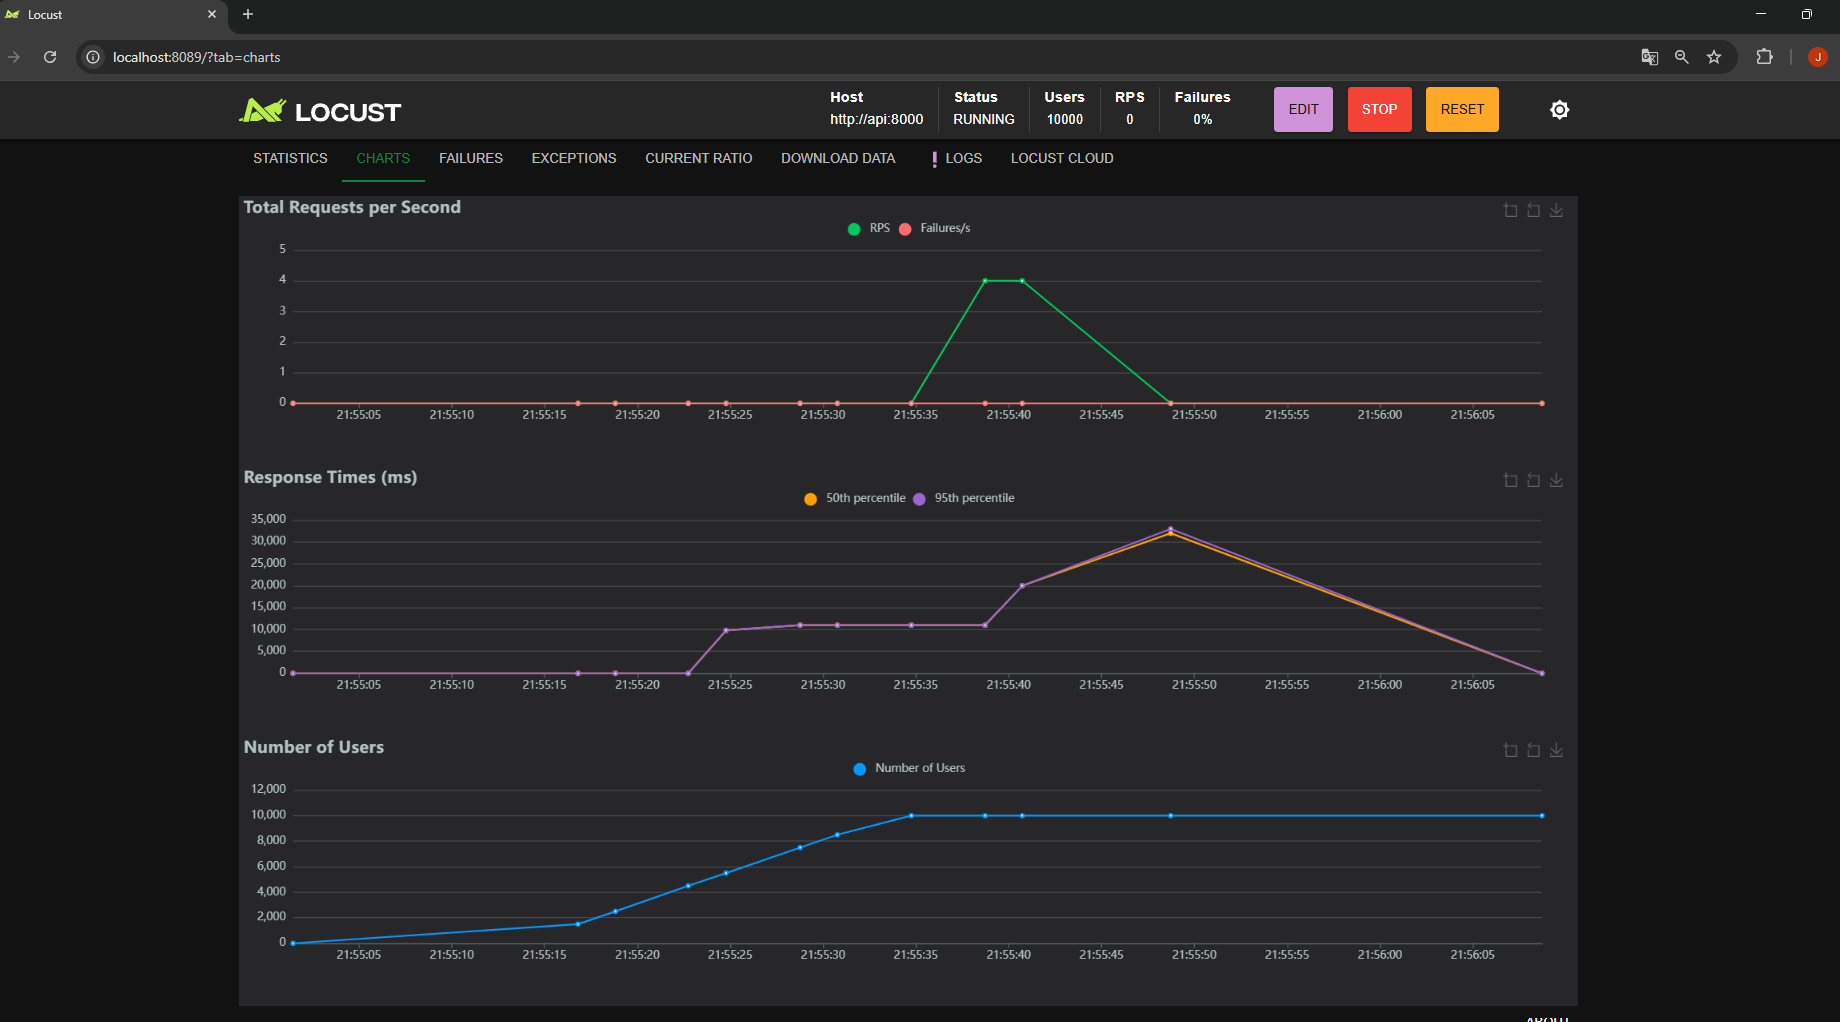 Locust
localhost:8089/?tab=charts
J
LOCUST
Host
http://api:8000
Status
RUNNING
Users
10000
RPS
0
Failures
0%
EDIT
STOP
RESET
STATISTICS
CHARTS
FAILURES
EXCEPTIONS
CURRENT RATIO
DOWNLOAD DATA
! LOGS
LOCUST CLOUD
Total Requests per Second
RPS Failures/s
5
4
3
2
1
0
21:55:05 21:55:10 21:55:15 21:55:20 21:55:25 21:55:30 21:55:35 21:55:40 21:55:45 21:55:50 21:55:55 21:56:00 21:56:05
Response Times (ms)
50th percentile 95th percentile
35,000
30,000
25,000
20,000
15,000
10,000
5,000
0
21:55:05 21:55:10 21:55:15 21:55:20 21:55:25 21:55:30 21:55:35 21:55:40 21:55:45 21:55:50 21:55:55 21:56:00 21:56:05
Number of Users
Number of Users
12,000
10,000
8,000
6,000
4,000
2,000
0
21:55:05 21:55:10 21:55:15 21:55:20 21:55:25 21:55:30 21:55:35 21:55:40 21:55:45 21:55:50 21:55:55 21:56:00 21:56:05
ABOUT